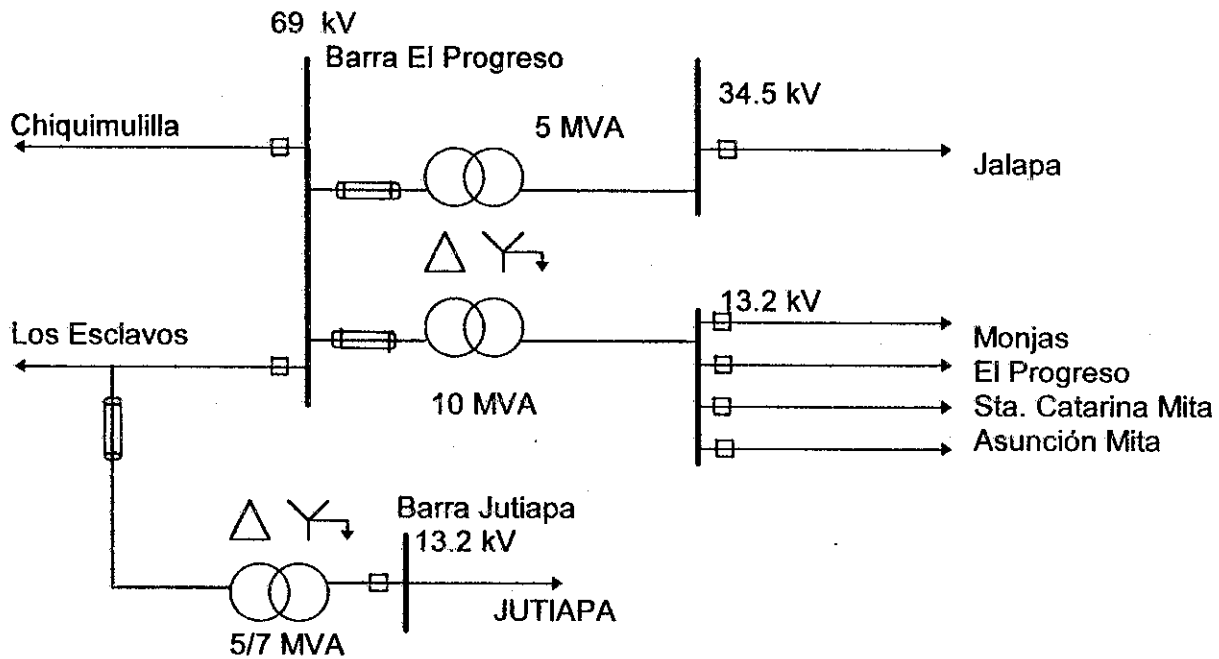 69 kV
Barra El Progreso
34.5 kV
Chiquimulilla
5 MVA
Jalapa
13.2 kV
Los Esclavos
Monjas
El Progreso
10 MVA
Sta. Catarina Mita
Asunción Mita
Barra Jutiapa
13.2 kV
JUTIAPA
5/7 MVA